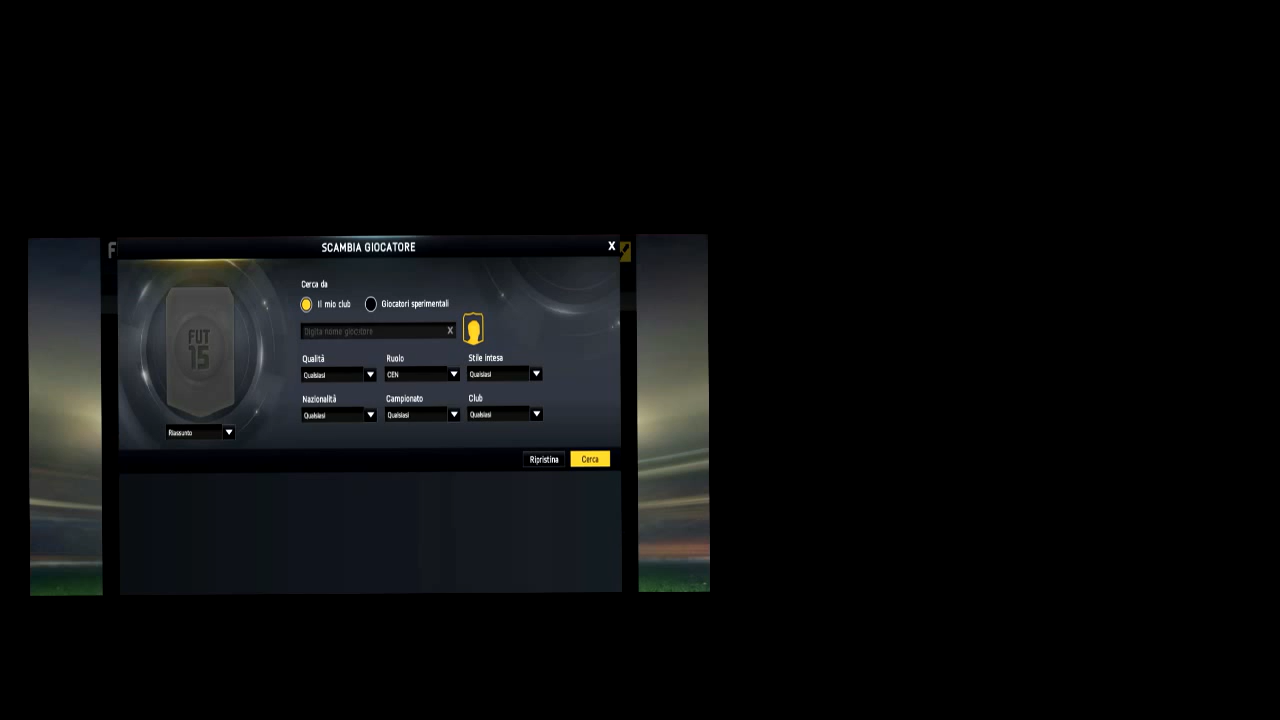 SCAMBIA GIOCATORE X
Cerca da
Il mio club Giocatori sperimentali
Digita nome giocatore X
Qualità Ruolo Stile intesa
Qualsiasi CEN Qualsiasi
Nazionalità Campionato Club
Qualsiasi Qualsiasi Qualsiasi
FUT
15
Riassunto
Ripristina Cerca